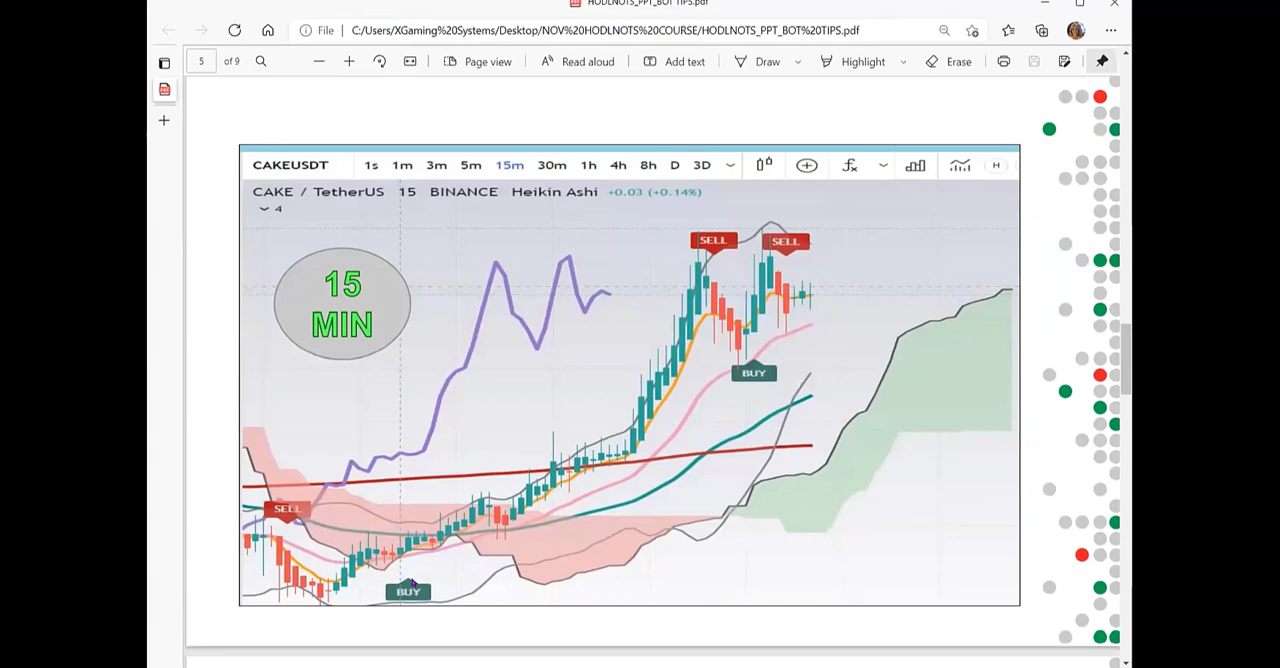 HODLNOTS_PPT_BOT TIPS.pdf
File C:/Users/XGaming%20Systems/Desktop/NOV%20HODLNOTS%20COURSE/HODLNOTS_PPT_BOT%20TIPS.pdf
5 of 9 Page view Read aloud Add text Draw Highlight Erase
CAKEUSDT 1s 1m 3m 5m 15m 30m 1h 4h 8h D 3D H
CAKE / TetherUS 15 BINANCE Heikin Ashi +0.03 (+0.14%)
4
SELL SELL
15
MIN
BUY
SELL
BUY